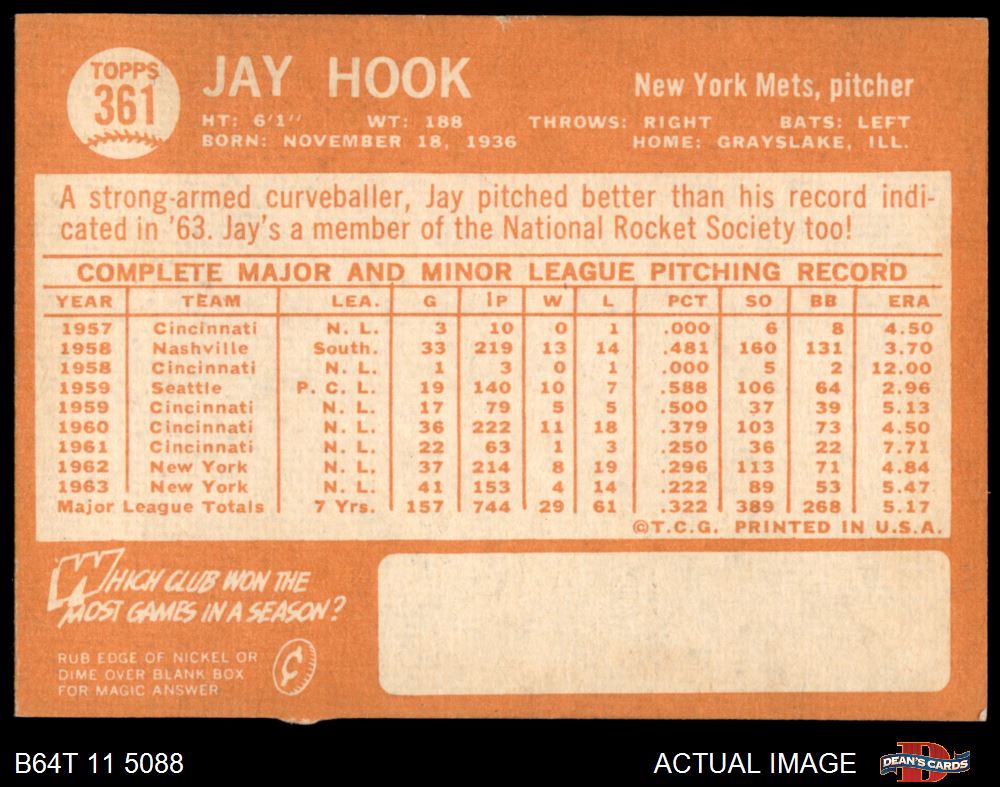 TOPPS
361
JAY HOOK
New York Mets, pitcher
HT: 6'1" WT: 188 THROWS: RIGHT BATS: LEFT
BORN: NOVEMBER 18, 1936 HOME: GRAYSLAKE, ILL.
A strong-armed curveballer, Jay pitched better than his record indi-
cated in '63. Jay's a member of the National Rocket Society too!
COMPLETE MAJOR AND MINOR LEAGUE PITCHING RECORD
YEAR TEAM LEA. G IP W L PCT SO BB ERA
1957 Cincinnati N. L. 3 10 0 1 .000 6 8 4.50
1958 Nashville South. 33 219 13 14 .481 160 131 3.70
1958 Cincinnati N. L. 1 3 0 1 .000 5 2 12.00
1959 Seattle P. C. L. 19 140 10 7 .588 106 64 2.96
1959 Cincinnati N. L. 17 79 5 5 .500 37 39 5.13
1960 Cincinnati N. L. 36 222 11 18 .379 103 73 4.50
1961 Cincinnati N. L. 22 63 1 3 .250 36 22 7.71
1962 New York N. L. 37 214 8 19 .296 113 71 4.84
1963 New York N. L. 41 153 4 14 .222 89 53 5.47
Major League Totals 7 Yrs. 157 744 29 61 .322 389 268 5.17
©T.C.G. PRINTED IN U.S.A.
WHICH CLUB WON THE
MOST GAMES IN A SEASON?
RUB EDGE OF NICKEL OR
DIME OVER BLANK BOX
FOR MAGIC ANSWER
¢
B64T 11 5088
ACTUAL IMAGE
D
DEAN'S CARDS